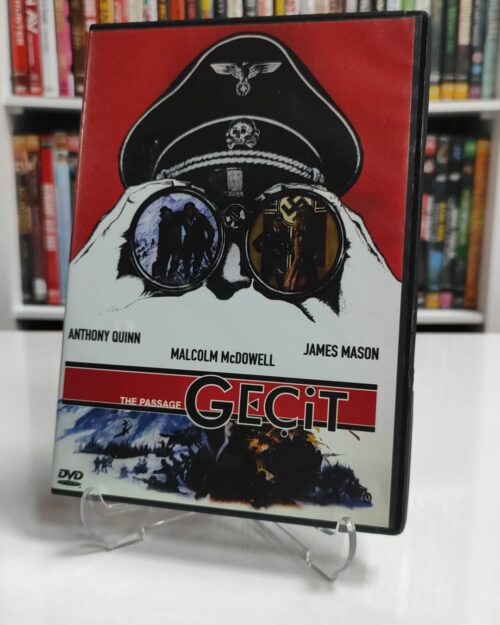 ANTHONY QUINN
MALCOLM McDOWELL
JAMES MASON
THE PASSAGE
GEÇİT
DVD